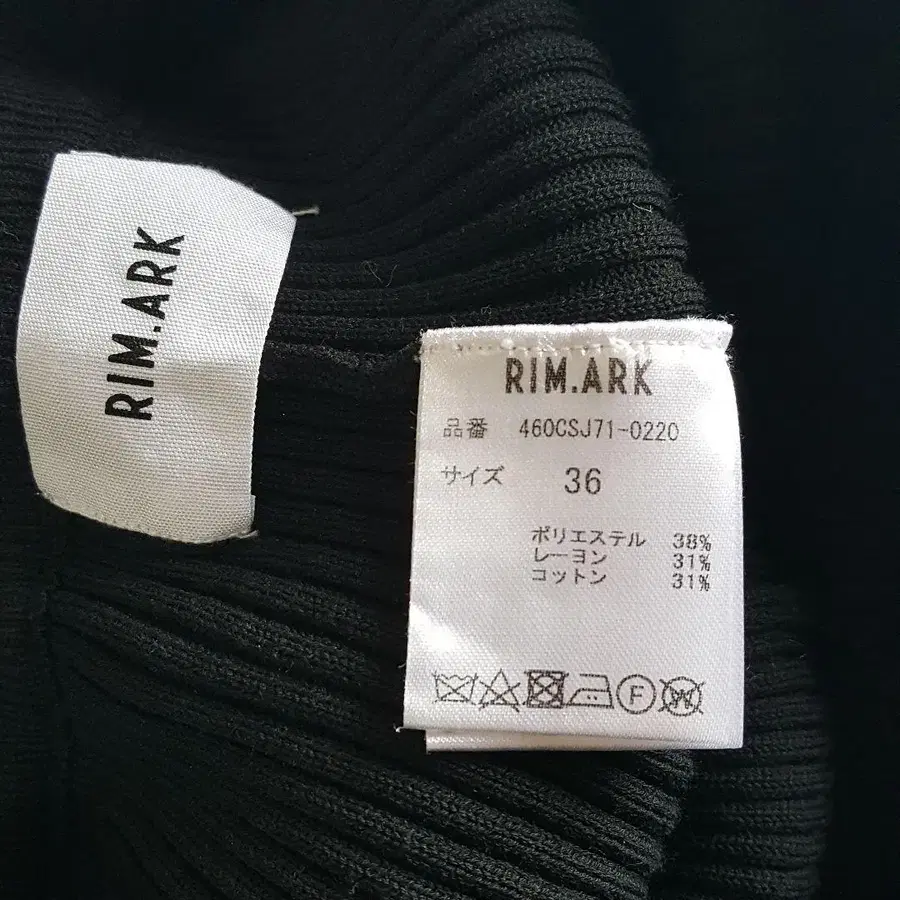 RIM.ARK
RIM.ARK
品番 460CSJ71-0220
サイズ 36
ポリエステル 38%
レーヨン 31%
コットン 31%
F
W